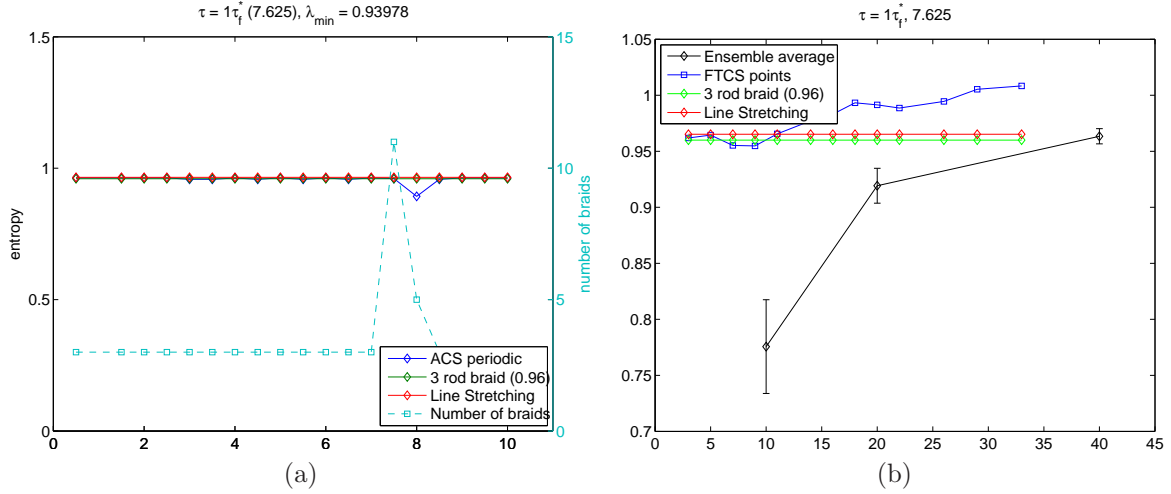 τ = 1τ*f (7.625), λmin = 0.93978
1.5
1
0.5
0
entropy
0 2 4 6 8 10
15
10
5
0
number of braids
ACS periodic
3 rod braid (0.96)
Line Stretching
Number of braids
(a)
τ = 1τ*f, 7.625
1.05
1
0.95
0.9
0.85
0.8
0.75
0.7
0 5 10 15 20 25 30 35 40 45
Ensemble average
FTCS points
3 rod braid (0.96)
Line Stretching
(b)